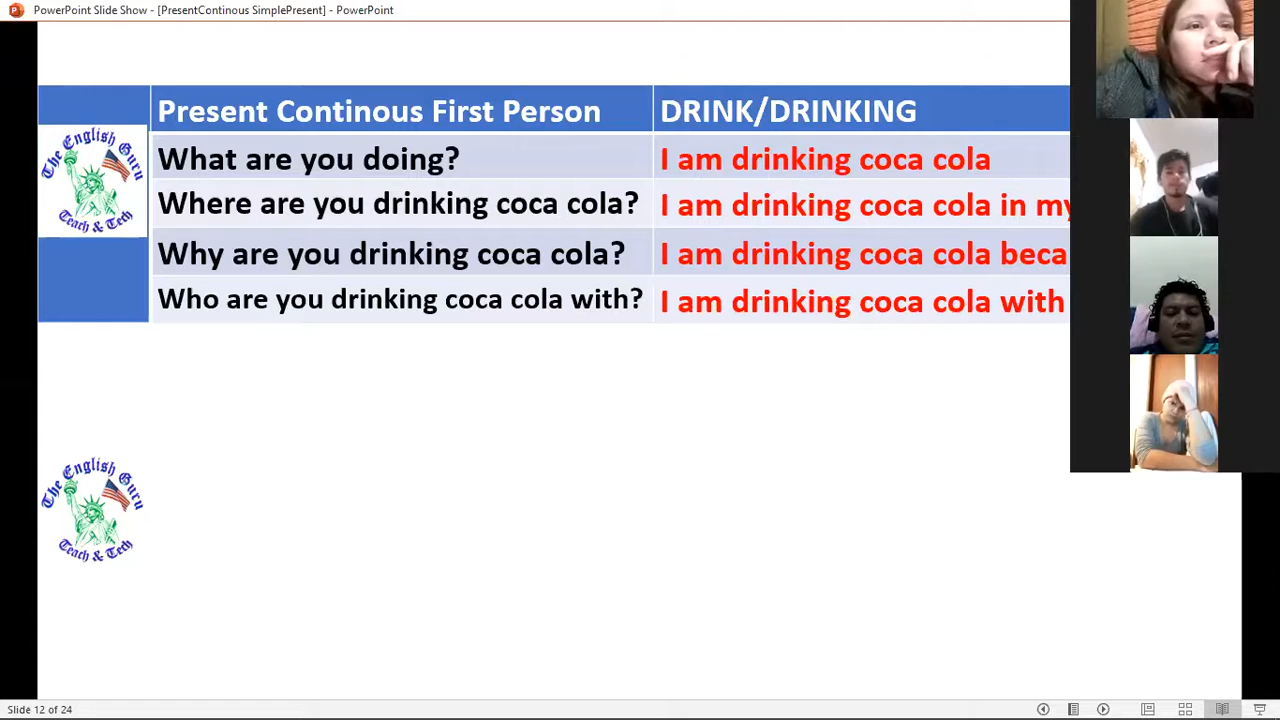 PowerPoint Slide Show - [PresentContinous SimplePresent] - PowerPoint
Present Continous First Person DRINK/DRINKING
What are you doing? I am drinking coca cola
Where are you drinking coca cola? I am drinking coca cola in my
Why are you drinking coca cola? I am drinking coca cola beca
Who are you drinking coca cola with? I am drinking coca cola with
The English Guru
Teach & Tech
The English Guru
Teach & Tech
Slide 12 of 24